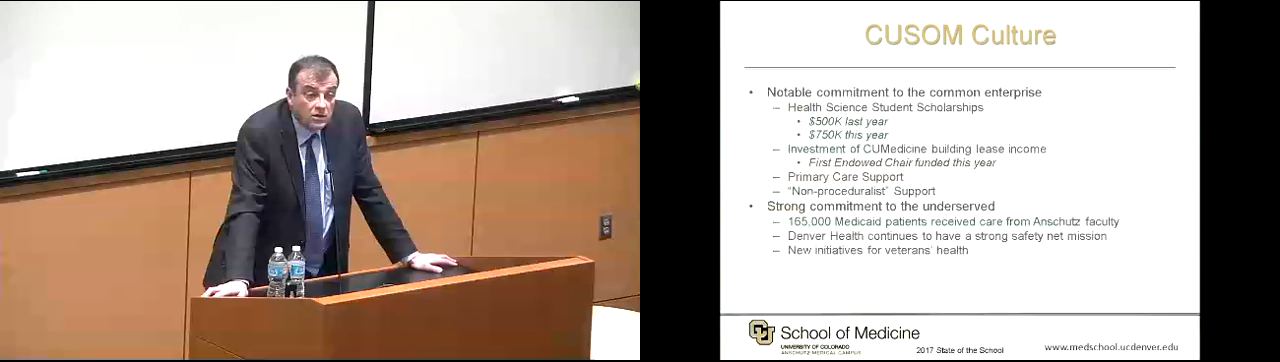 CUSOM Culture
• Notable commitment to the common enterprise
– Health Science Student Scholarships
• $500K last year
• $750K this year
– Investment of CUMedicine building lease income
• First Endowed Chair funded this year
– Primary Care Support
– “Non-proceduralist” Support
• Strong commitment to the underserved
– 165,000 Medicaid patients received care from Anschutz faculty
– Denver Health continues to have a strong safety net mission
– New initiatives for veterans’ health
CU School of Medicine
UNIVERSITY OF COLORADO
ANSCHUTZ MEDICAL CAMPUS
2017 State of the School
www.medschool.ucdenver.edu